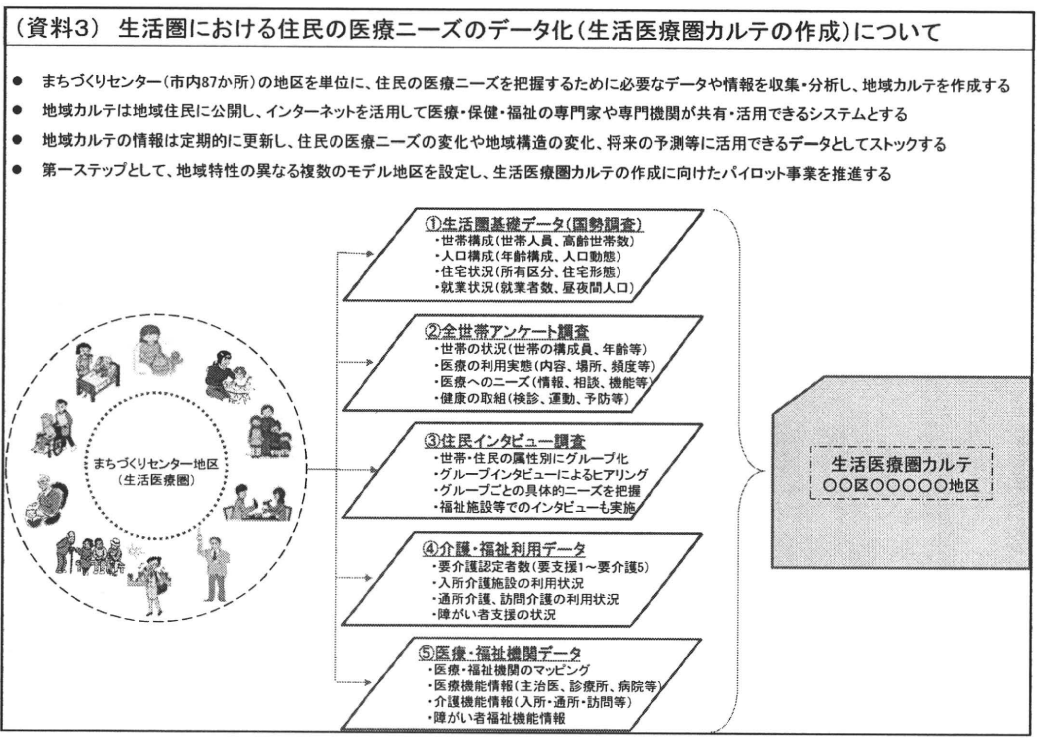 (資料3) 生活圏における住民の医療ニーズのデータ化(生活医療圏カルテの作成)について
● まちづくりセンター(市内87か所)の地区を単位に、住民の医療ニーズを把握するために必要なデータや情報を収集・分析し、地域カルテを作成する
● 地域カルテは地域住民に公開し、インターネットを活用して医療・保健・福祉の専門家や専門機関が共有・活用できるシステムとする
● 地域カルテの情報は定期的に更新し、住民の医療ニーズの変化や地域構造の変化、将来の予測等に活用できるデータとしてストックする
● 第一ステップとして、地域特性の異なる複数のモデル地区を設定し、生活医療圏カルテの作成に向けたパイロット事業を推進する
まちづくりセンター地区
(生活医療圏)
①生活圏基礎データ(国勢調査)
・世帯構成(世帯人員、高齢世帯数)
・人口構成(年齢構成、人口動態)
・住宅状況(所有区分、住宅形態)
・就業状況(就業者数、昼夜間人口)
②全世帯アンケート調査
・世帯の状況(世帯の構成員、年齢等)
・医療の利用実態(内容、場所、頻度等)
・医療へのニーズ(情報、相談、機能等)
・健康の取組(検診、運動、予防等)
③住民インタビュー調査
・世帯・住民の属性別にグループ化
・グループインタビューによるヒアリング
・グループごとの具体的ニーズを把握
・福祉施設等でのインタビューも実施
④介護・福祉利用データ
・要介護認定者数(要支援1～要介護5)
・入所介護施設の利用状況
・通所介護、訪問介護の利用状況
・障がい者支援の状況
⑤医療・福祉機関データ
・医療・福祉機関のマッピング
・医療機能情報(主治医、診療所、病院等)
・介護機能情報(入所・通所・訪問等)
・障がい者福祉機能情報
生活医療圏カルテ
〇〇区〇〇〇〇〇地区